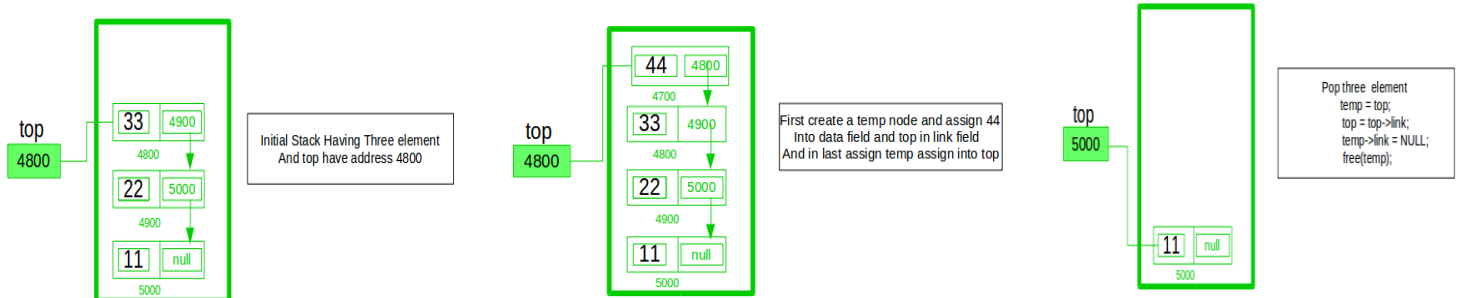 top
4800
33 4900
4800
22 5000
4900
11 null
5000
Initial Stack Having Three element
And top have address 4800
top
4800
44 4800
4700
33 4900
4800
22 5000
4900
11 null
5000
First create a temp node and assign 44
Into data field and top in link field
And in last assign temp assign into top
top
5000
11 null
5000
Pop three element
temp = top;
top = top->link;
temp->link = NULL;
free(temp);